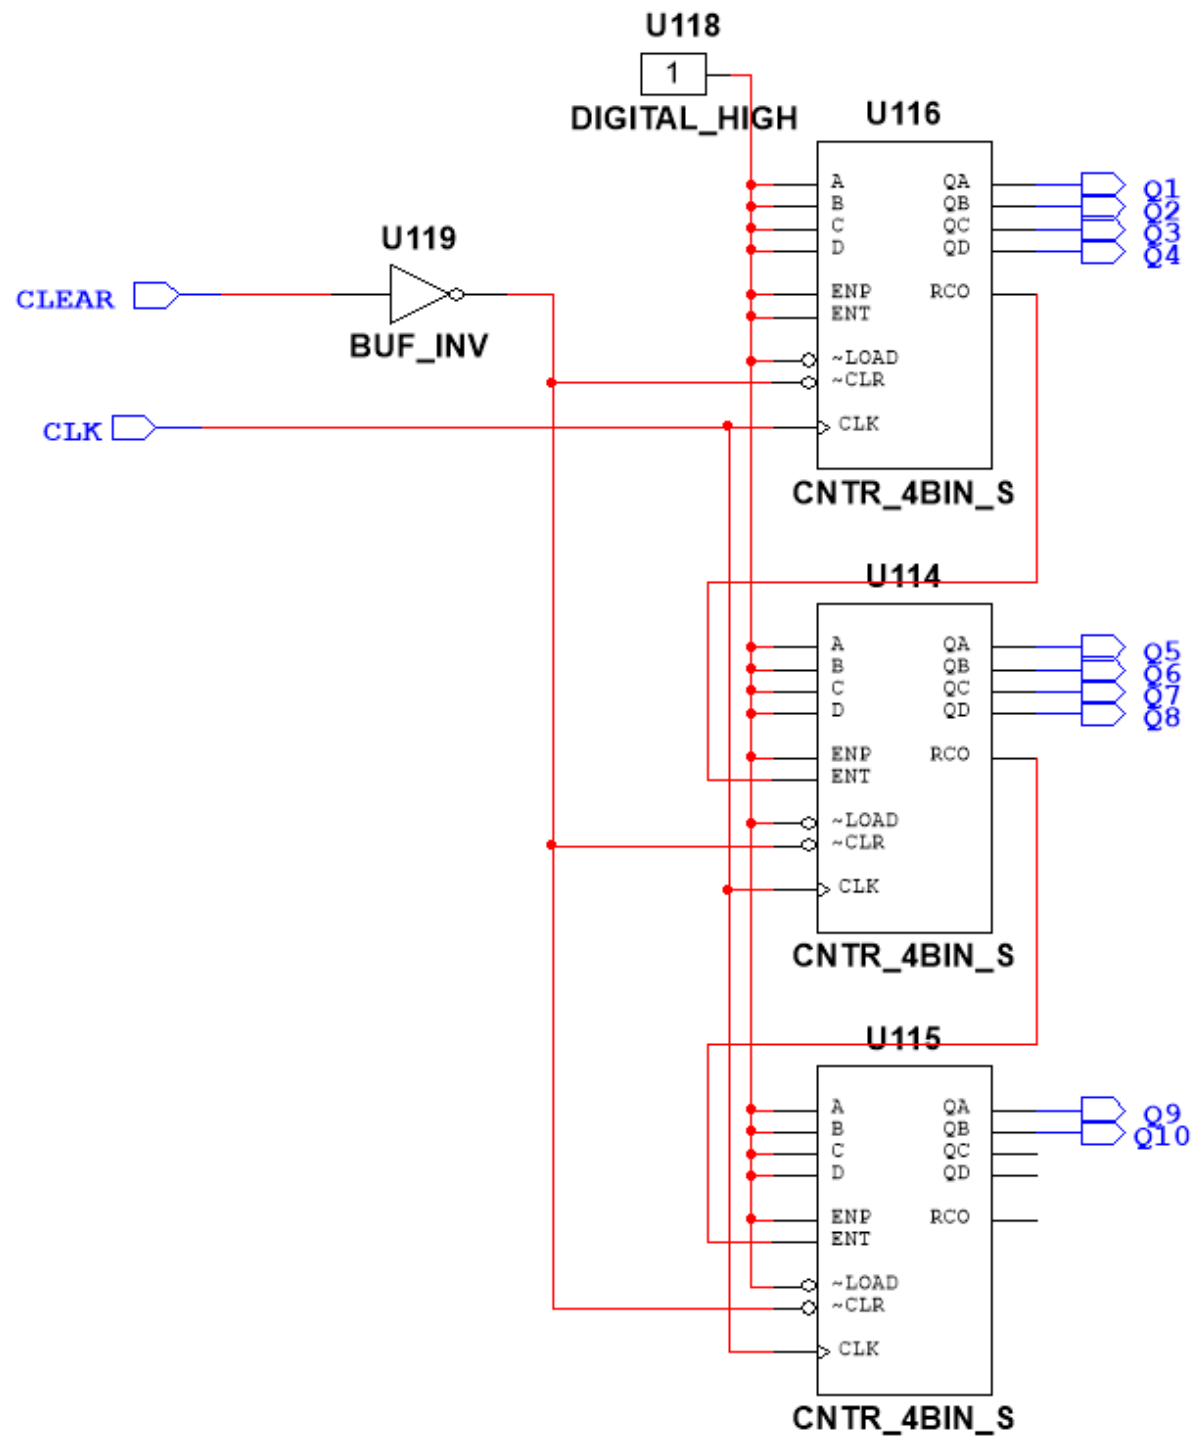 U118
1
DIGITAL_HIGH
U116
A QA Q1
B QB Q2
C QC Q3
D QD Q4
ENP RCO
ENT
~LOAD
~CLR
CLK
CNTR_4BIN_S
U119
CLEAR
BUF_INV
CLK
U114
A QA Q5
B QB Q6
C QC Q7
D QD Q8
ENP RCO
ENT
~LOAD
~CLR
CLK
CNTR_4BIN_S
U115
A QA Q9
B QB Q10
C QC
D QD
ENP RCO
ENT
~LOAD
~CLR
CLK
CNTR_4BIN_S